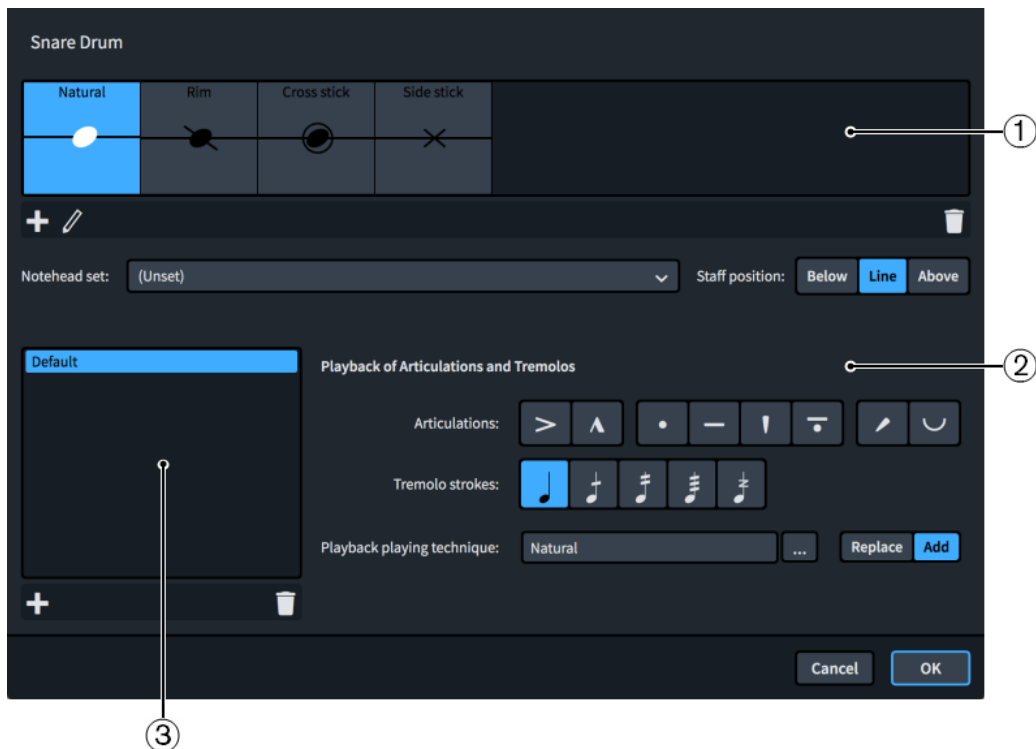 Snare Drum
Natural Rim Cross stick Side stick
①
Notehead set: (Unset) Staff position: Below Line Above
Default
Playback of Articulations and Tremolos
②
Articulations:
Tremolo strokes:
Playback playing technique: Natural ... Replace Add
Cancel OK
③